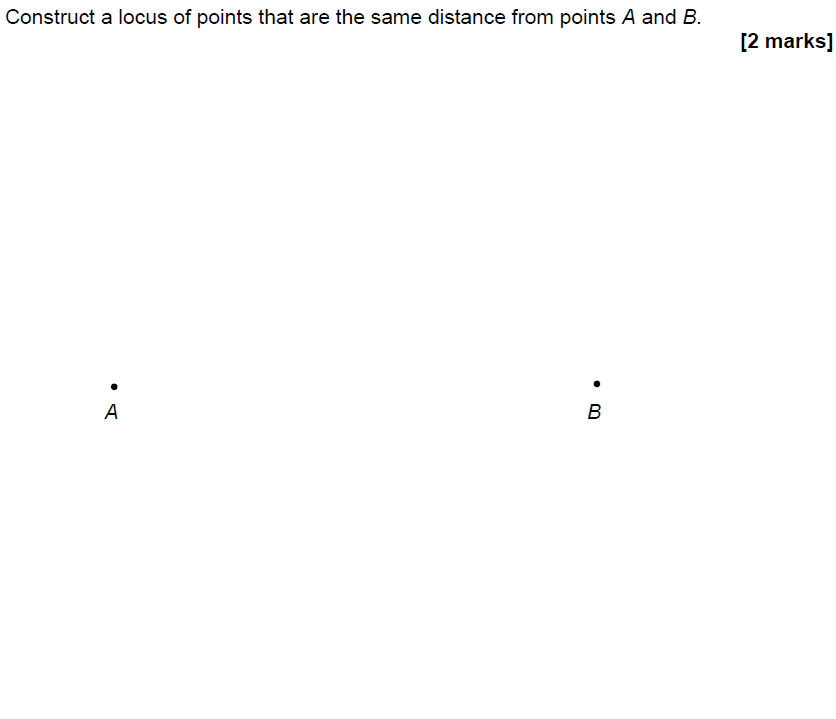 Construct a locus of points that are the same distance from points A and B.
[2 marks]
A
B